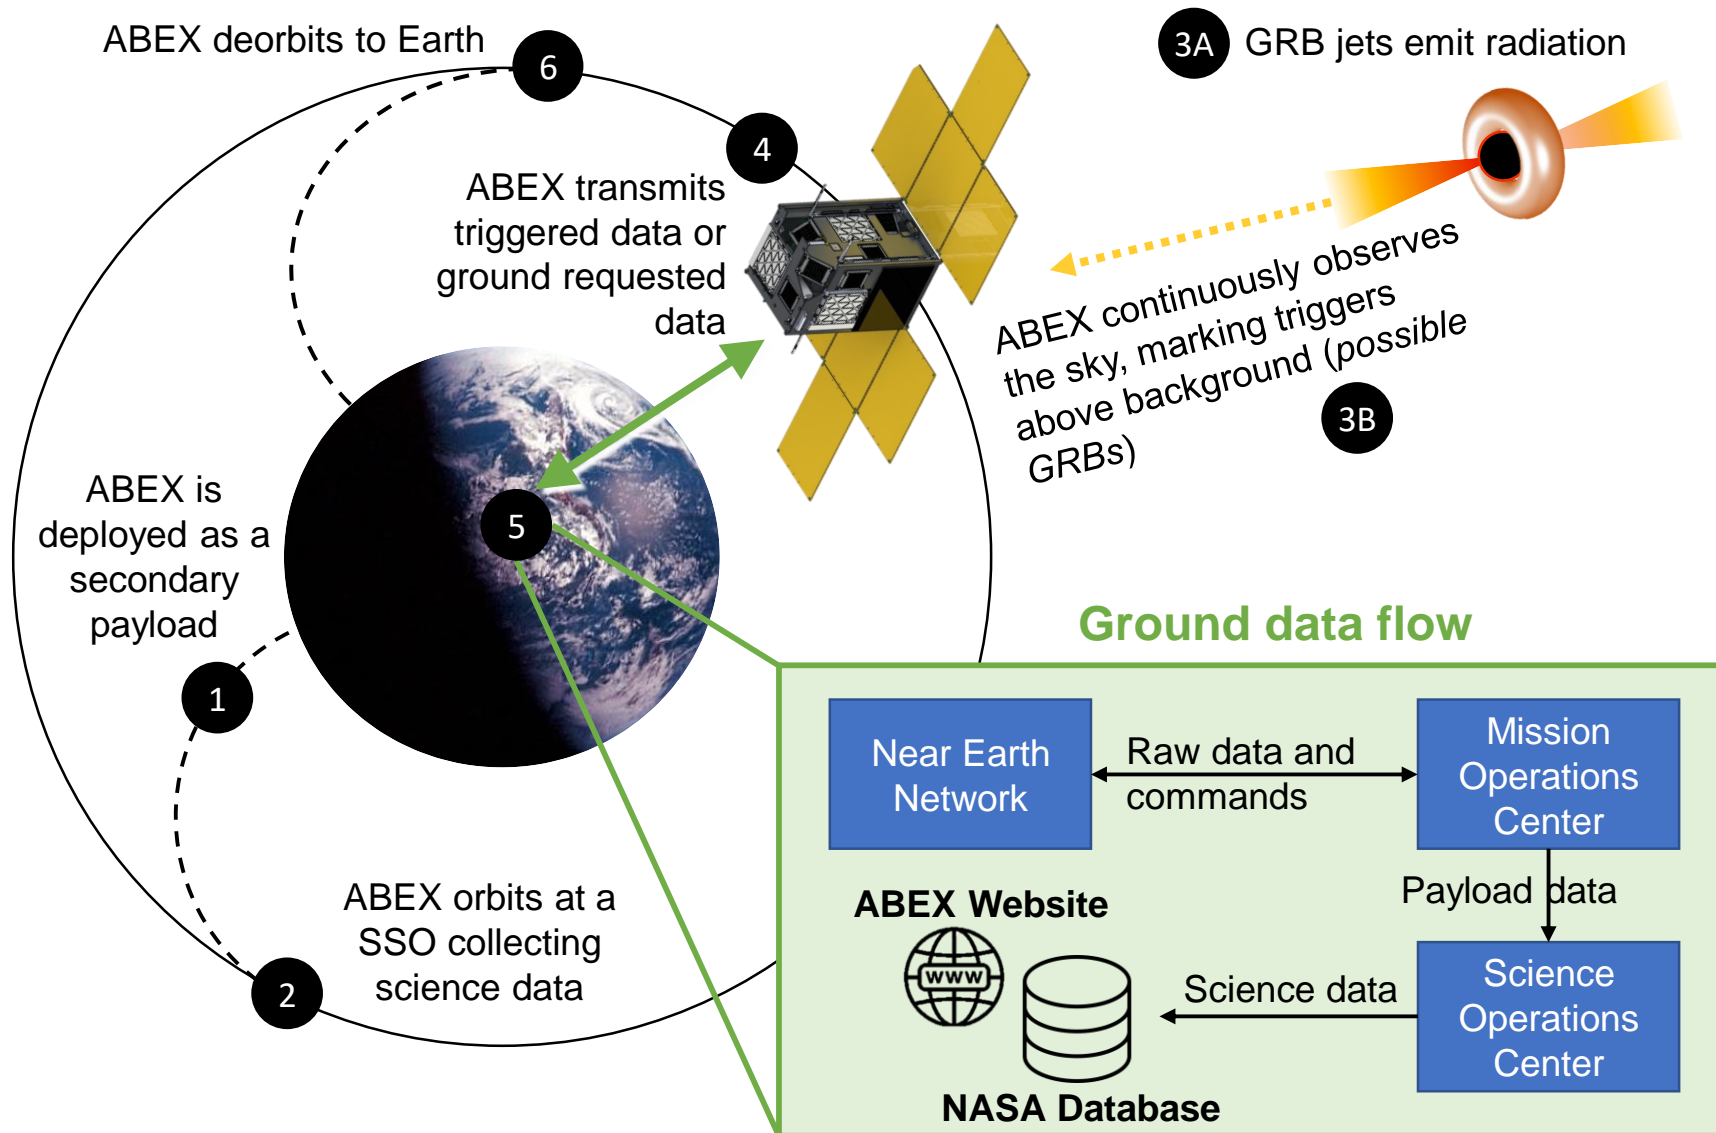 ABEX deorbits to Earth
6
3A
GRB jets emit radiation
4
ABEX transmits
triggered data or
ground requested
data
ABEX continuously observes
the sky, marking triggers
above background (possible
GRBs)
3B
ABEX is
deployed as a
secondary
payload
5
1
ABEX orbits at a
SSO collecting
science data
2
Ground data flow
Near Earth
Network
Raw data and
commands
Mission
Operations
Center
Payload data
ABEX Website
www
Science data
Science
Operations
Center
NASA Database